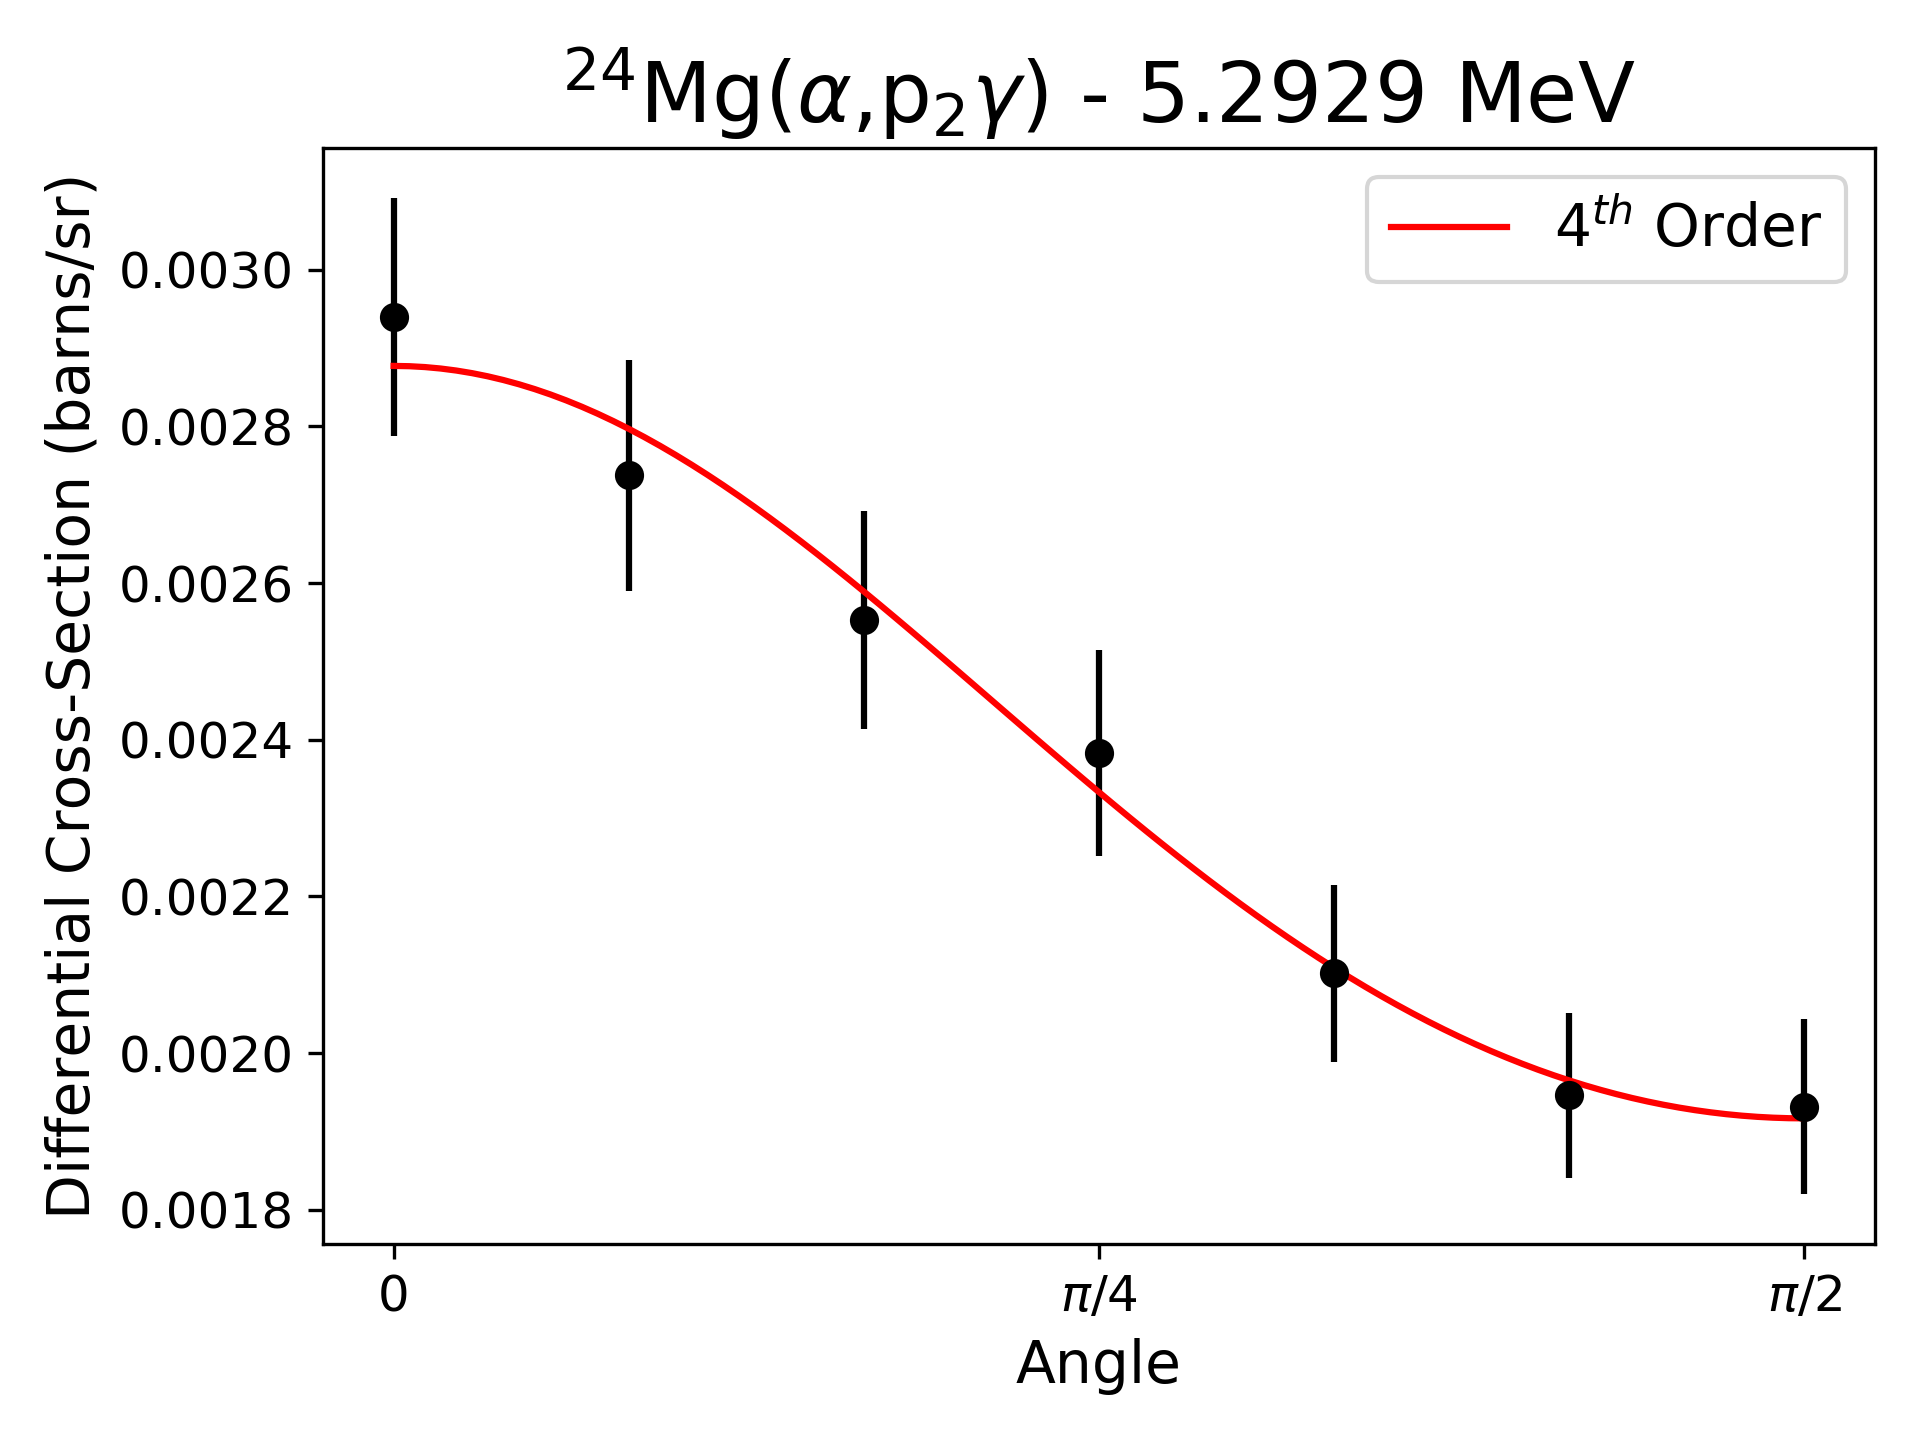 ²⁴Mg(α,p₂γ) - 5.2929 MeV
4ᵗʰ Order
Differential Cross-Section (barns/sr)
0.0030
0.0028
0.0026
0.0024
0.0022
0.0020
0.0018
0 π/4 π/2
Angle